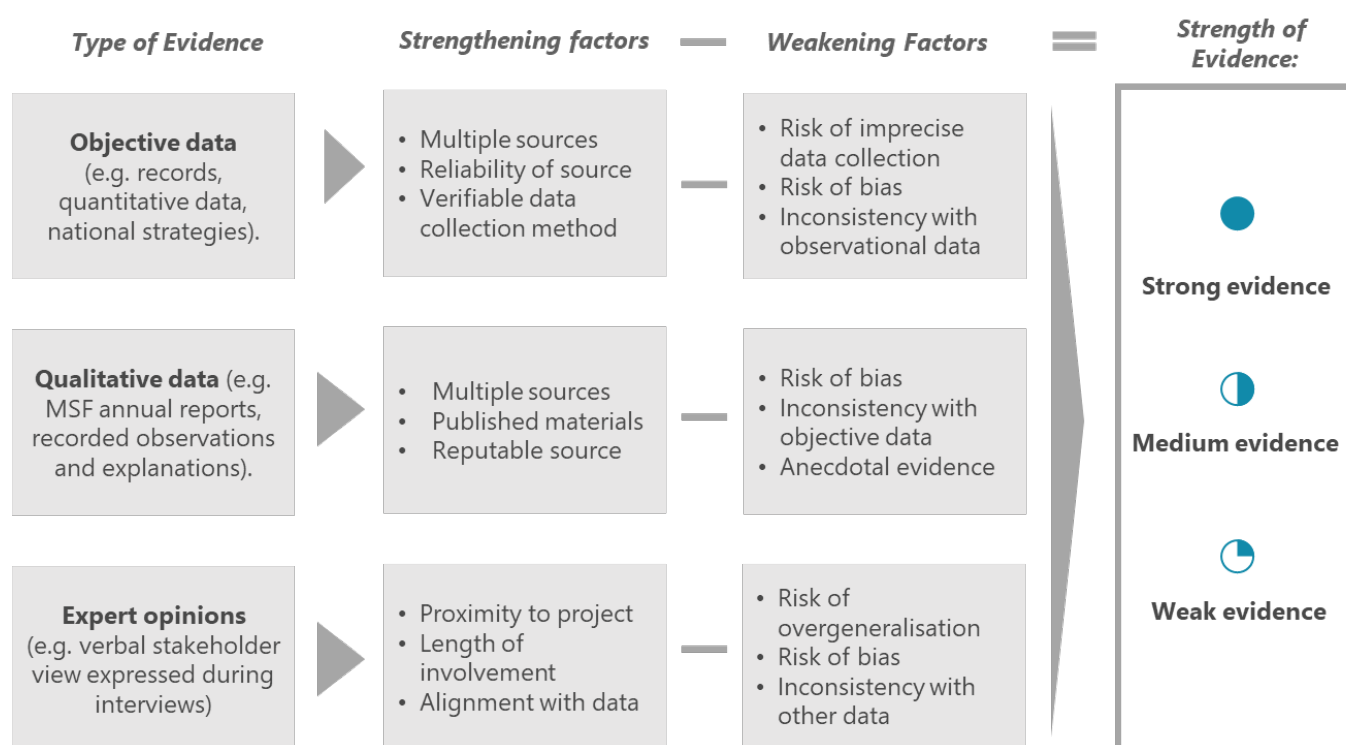 Type of Evidence
Strengthening factors
Weakening Factors
Strength of
Evidence:
Objective data
(e.g. records,
quantitative data,
national strategies).
• Multiple sources
• Reliability of source
• Verifiable data
collection method
• Risk of imprecise
data collection
• Risk of bias
• Inconsistency with
observational data
Qualitative data (e.g.
MSF annual reports,
recorded observations
and explanations).
• Multiple sources
• Published materials
• Reputable source
• Risk of bias
• Inconsistency with
objective data
• Anecdotal evidence
Expert opinions
(e.g. verbal stakeholder
view expressed during
interviews)
• Proximity to project
• Length of
involvement
• Alignment with data
• Risk of
overgeneralisation
• Risk of bias
• Inconsistency with
other data
Strong evidence
Medium evidence
Weak evidence